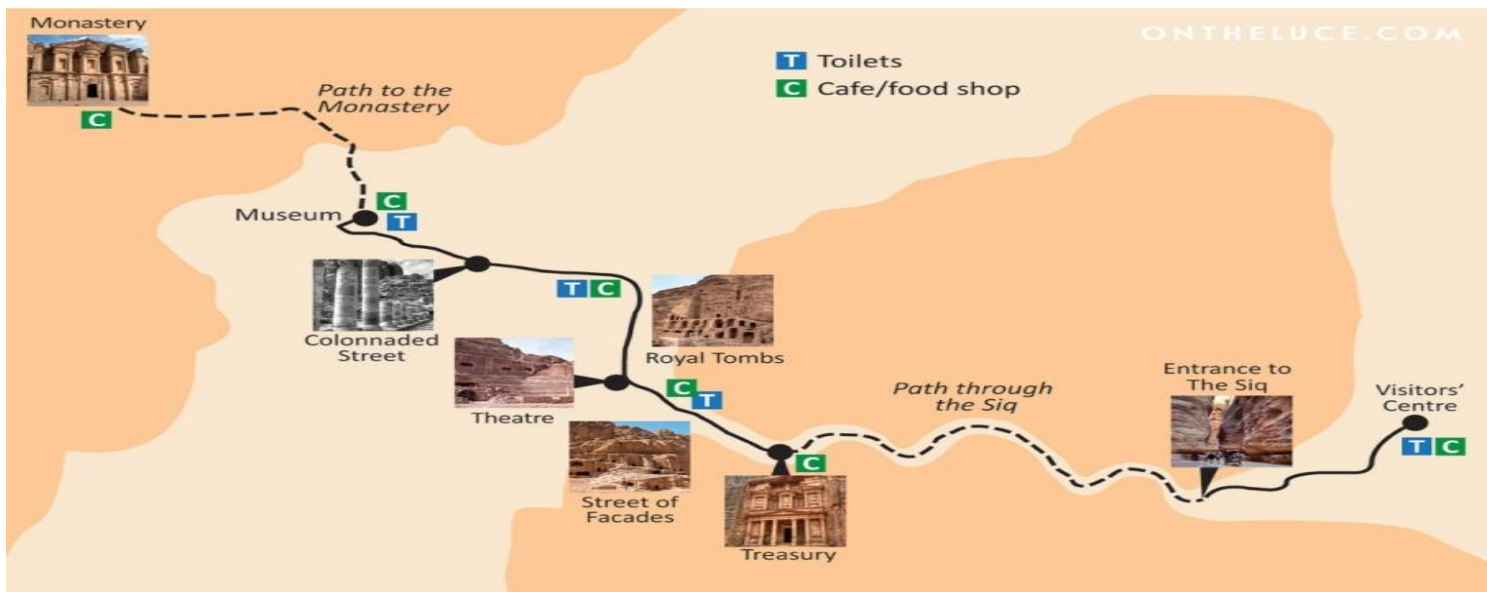 Monastery
ONTHELUCE.COM
T Toilets
C Cafe/food shop
Path to the
Monastery
C
C
Museum
T
T C
Colonnaded
Street
Royal Tombs
Theatre
C
T
Path through
the Siq
Entrance to
The Siq
Visitors'
Centre
T C
Street of
Facades
C
Treasury